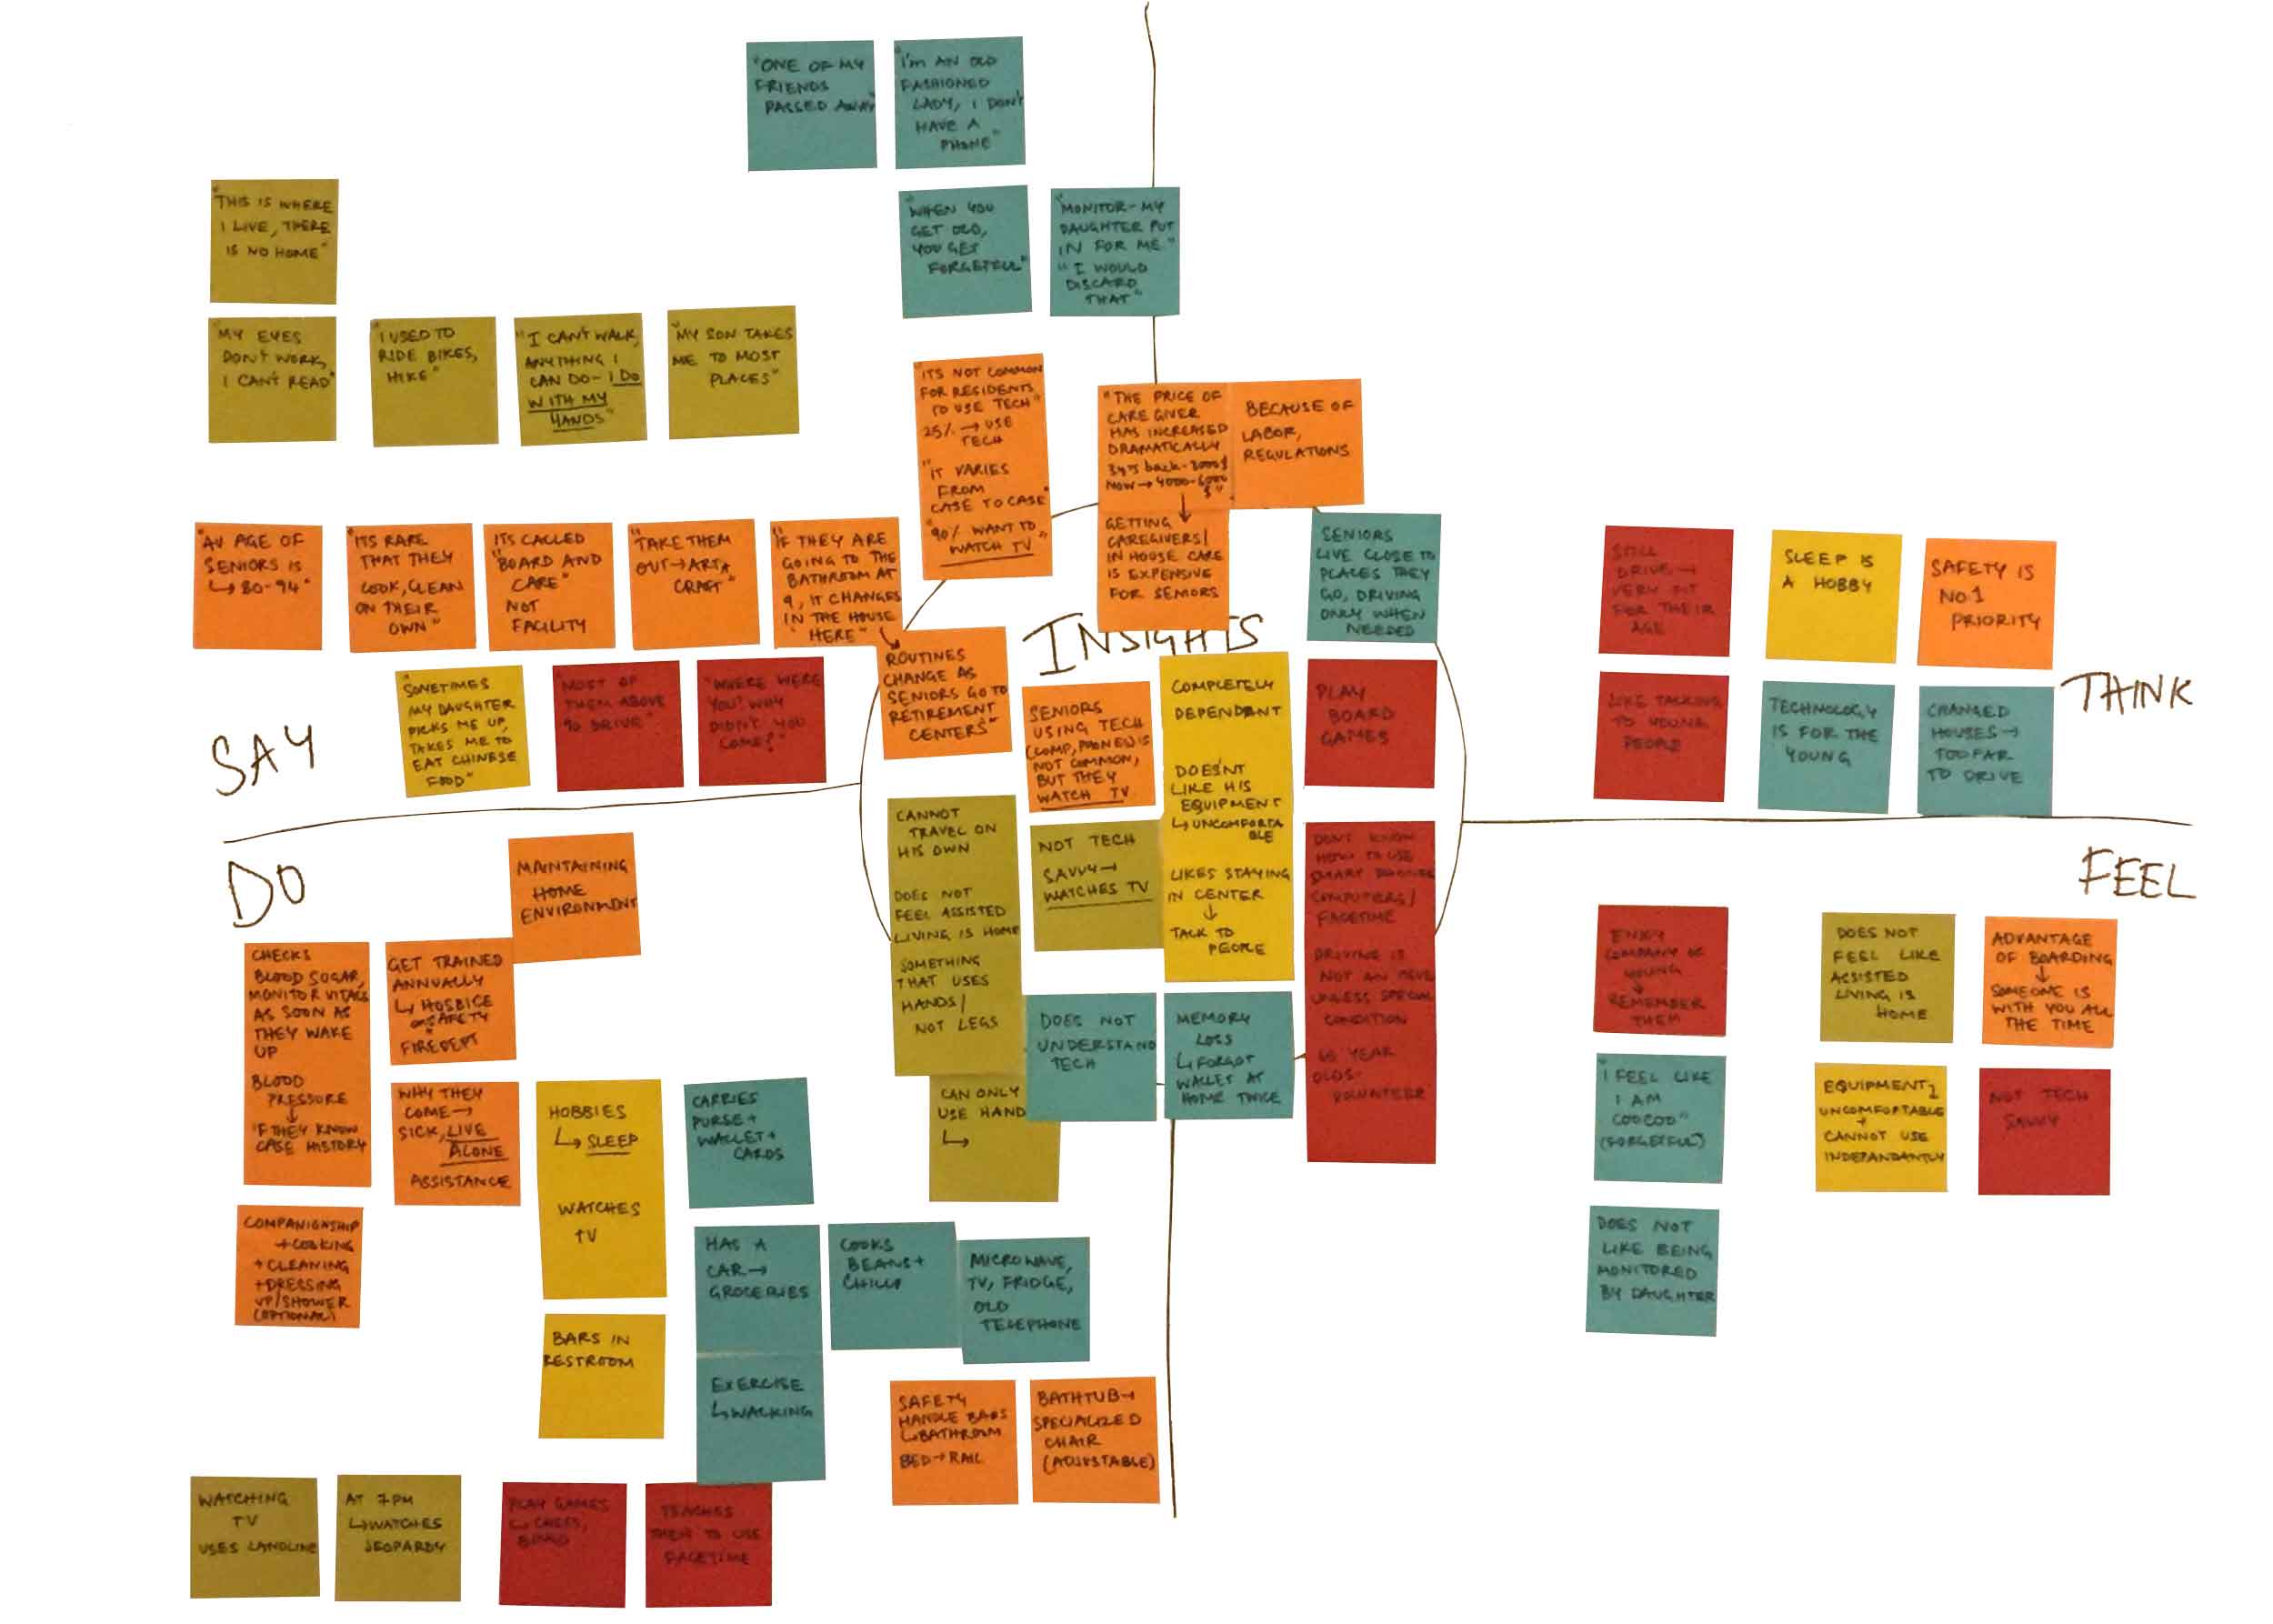 "ONE OF MY
FRIENDS
PASSED AWAY"
"I'm AN OLD
FASHIONED
LADY, I DON'T
HAVE A
PHONE"
"WHEN YOU
GET OLD,
YOU GET
FORGETFUL"
"MONITOR - MY
DAUGHTER PUT
IN FOR ME."
"I WOULD
DISCARD
THAT"
"THIS IS WHERE
I LIVE, THERE
IS NO HOME"
"MY EYES
DON'T WORK,
I CAN'T READ"
"I USED TO
RIDE BIKES,
HIKE"
"I CAN'T WALK,
ANYTHING I
CAN DO - I DO
WITH MY
HANDS"
"MY SON TAKES
ME TO MOST
PLACES"
"ITS NOT COMMON
FOR RESIDENTS
TO USE TECH"
25% → USE
TECH
"IT VARIES
FROM
CASE TO CASE"
"90% WANT TO
WATCH TV"
"THE PRICE OF
CARE GIVER
HAS INCREASED
DRAMATICALLY
3yrs back - 3000$
NOW → 4000-6000
$"
BECAUSE OF
LABOR,
REGULATIONS
GETTING
CAREGIVERS/
IN HOUSE CARE
IS EXPENSIVE
FOR SENIORS
"AV AGE OF
SENIORS IS
↳ 80-94"
"ITS RARE
THAT THEY
COOK, CLEAN
ON THEIR
OWN"
ITS CALLED
"BOARD AND
CARE"
NOT
FACILITY
"TAKE THEM
OUT → ART &
CRAFT"
"IF THEY ARE
GOING TO THE
BATHROOM AT
9, IT CHANGES
IN THE HOUSE
HERE"
ROUTINES
CHANGE AS
SENIORS GO TO
RETIREMENT
CENTERS"
"SOMETIMES
MY DAUGHTER
PICKS ME UP,
TAKES ME TO
EAT CHINESE
FOOD"
"MOST OF
THEM ABOVE
90 DRIVE"
"WHERE WERE
YOU? WHY
DIDN'T YOU
COME?"
SAY
INSIGHTS
SENIORS
LIVE CLOSE TO
PLACES THEY
GO, DRIVING
ONLY WHEN
NEEDED
SENIORS
USING TECH
(COMP, PHONES) IS
NOT COMMON,
BUT THEY
WATCH TV
COMPLETELY
DEPENDENT
DOESN'T
LIKE HIS
EQUIPMENT
↳ UNCOMFORTA
BLE
LIKES STAYING
IN CENTER
↓
TALK TO
PEOPLE
PLAY
BOARD
GAMES
CANNOT
TRAVEL ON
HIS OWN
DOES NOT
FEEL ASSISTED
LIVING IS HOME
SOMETHING
THAT USES
HANDS/
NOT LEGS
NOT TECH
SAVVY →
WATCHES TV
DON'T KNOW
HOW TO USE
SMART PHONES
COMPUTERS/
FACETIME
DRIVING IS
NOT AN ISSUE
UNLESS SPECIAL
CONDITION
65 YEAR
OLDS -
VOLUNTEER
DOES NOT
UNDERSTAND
TECH
MEMORY
LOSS
↳ FORGOT
WALLET AT
HOME TWICE
CAN ONLY
USE HAND
↳
STILL
DRIVE →
VERY FIT
FOR THEIR
AGE
SLEEP IS
A HOBBY
SAFETY IS
NO.1
PRIORITY
LIKE TALKING
TO YOUNG
PEOPLE
TECHNOLOGY
IS FOR THE
YOUNG
CHANGED
HOUSES →
TOO FAR
TO DRIVE
THINK
DO
MAINTAINING
HOME
ENVIRONMENT
CHECKS
BLOOD SUGAR,
MONITOR VITALS
AS SOON AS
THEY WAKE
UP
BLOOD
PRESSURE
↓
"IF THEY KNOW
CASE HISTORY
GET TRAINED
ANNUALLY
↳ HOSBICE
SAFETY
FIREDEPT
WHY THEY
COME →
SICK, LIVE
ALONE
ASSISTANCE
COMPANIONSHIP
+ COOKING
+ CLEANING
+ DRESSING
UP/SHOWER
(OPTIONAL)
HOBBIES
↳ SLEEP
WATCHES
TV
BARS IN
RESTROOM
CARRIES
PURSE +
WALLET +
CARDS
HAS A
CAR →
GROCERIES
EXERCISE
↳ WALKING
COOKS
BEANS +
CHILLI
MICROWAVE,
TV, FRIDGE,
OLD
TELEPHONE
SAFETY
HANDLE BARS
↳ BATHROOM
BED → RAIL
BATHTUB →
SPECIALIZED
CHAIR
(ADJUSTABLE)
WATCHING
TV
USES LANDLINE
AT 7PM
↳ WATCHES
JEOPARDY
PLAY GAMES
↳ CHESS,
BINGO
TEACHES
THEM TO USE
FACETIME
FEEL
ENJOY
COMPANY OF
YOUNG
↓
REMEMBER
THEM
DOES NOT
FEEL LIKE
ASSISTED
LIVING IS
HOME
ADVANTAGE
OF BOARDING
↓
SOMEONE IS
WITH YOU ALL
THE TIME
"I FEEL LIKE
I AM
COOCOO"
(FORGETFUL)
EQUIPMENT
UNCOMFORTABLE
+
CANNOT USE
INDEPANDANTLY
NOT TECH
SAVVY
DOES NOT
LIKE BEING
MONITORED
BY DAUGHTER